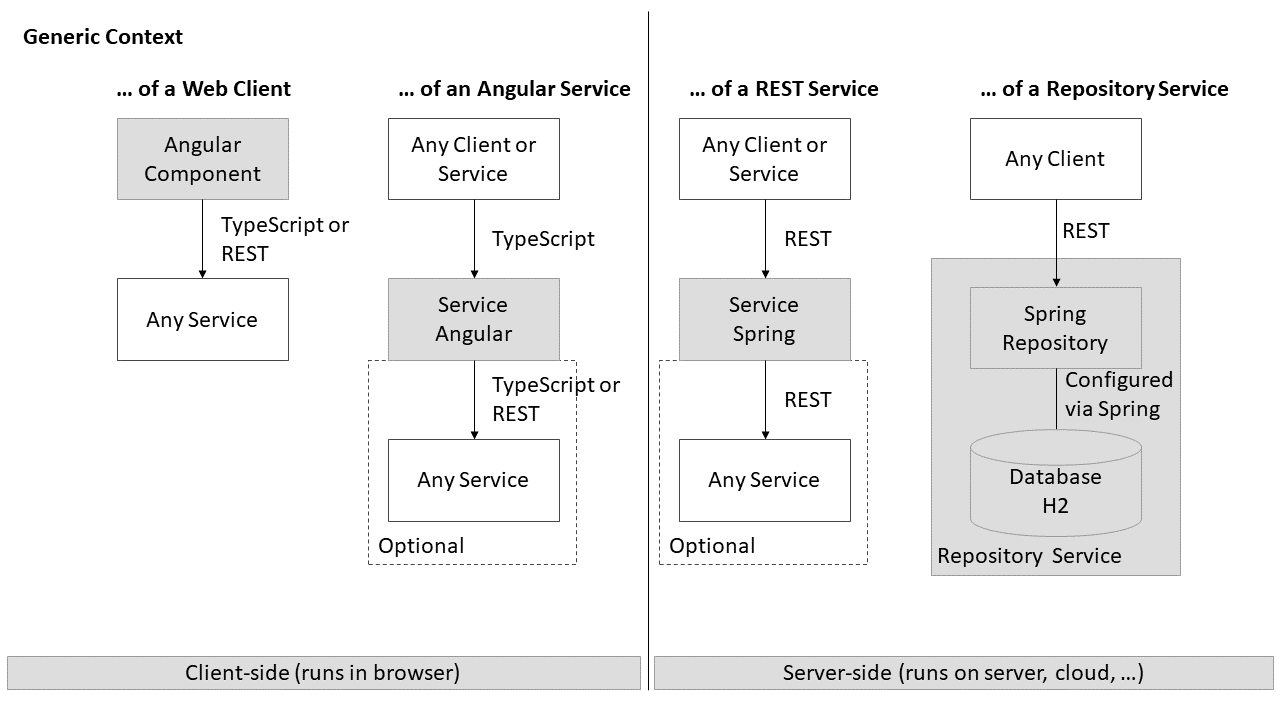 Generic Context
... of a Web Client
Angular
Component
TypeScript or
REST
Any Service
... of an Angular Service
Any Client or
Service
TypeScript
Service
Angular
TypeScript or
REST
Any Service
Optional
... of a REST Service
Any Client or
Service
REST
Service
Spring
REST
Any Service
Optional
... of a Repository Service
Any Client
REST
Spring
Repository
Configured
via Spring
Database
H2
Repository Service
Client-side (runs in browser)
Server-side (runs on server, cloud, ...)